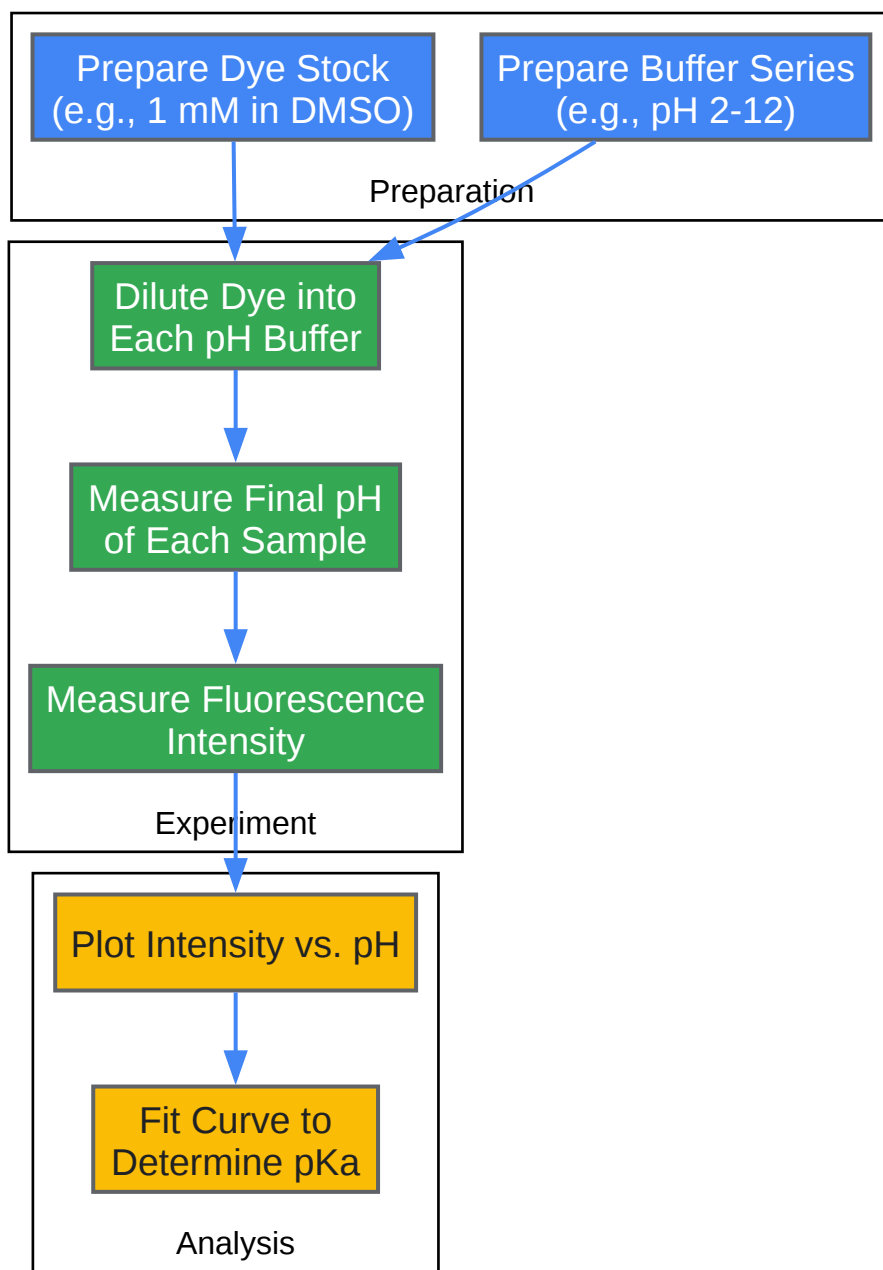 Prepare Dye Stock
(e.g., 1 mM in DMSO)
Prepare Buffer Series
(e.g., pH 2-12)
Preparation
Dilute Dye into
Each pH Buffer
Measure Final pH
of Each Sample
Measure Fluorescence
Intensity
Experiment
Plot Intensity vs. pH
Fit Curve to
Determine pKa
Analysis